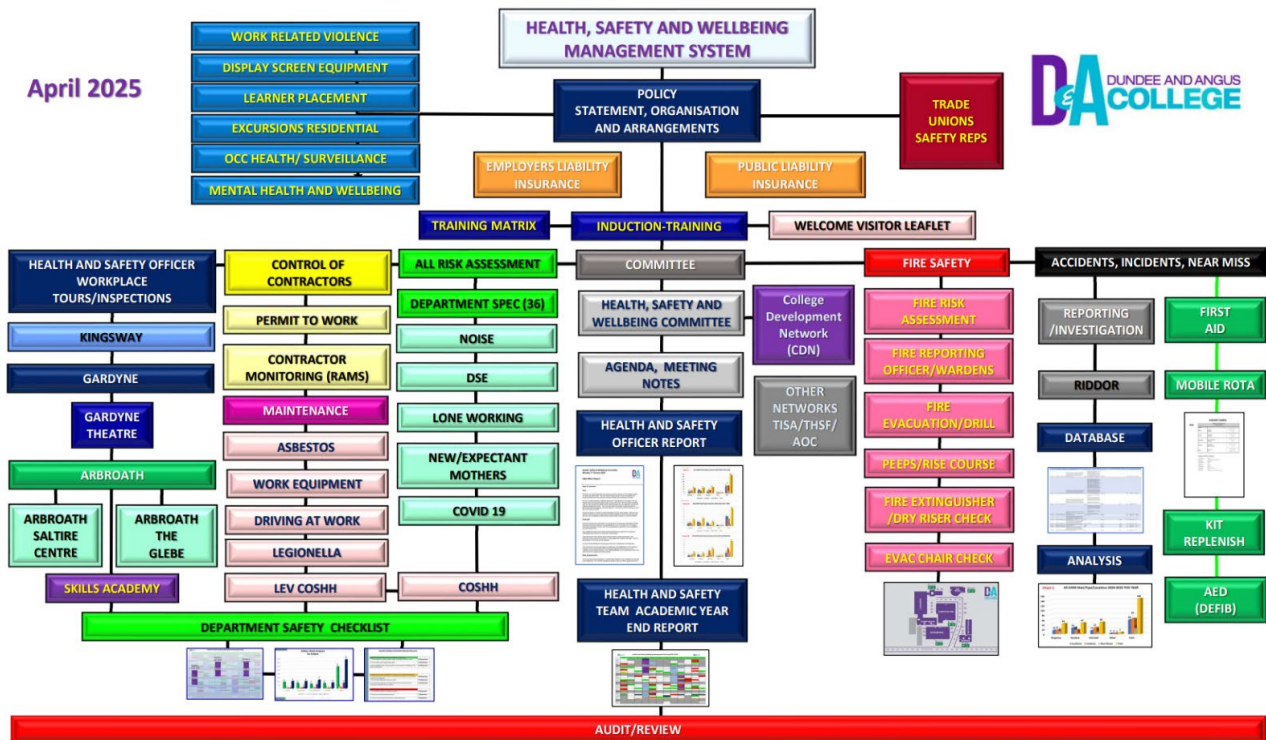 HEALTH, SAFETY AND WELLBEING
MANAGEMENT SYSTEM
April 2025
D&A DUNDEE AND ANGUS
COLLEGE
WORK RELATED VIOLENCE
DISPLAY SCREEN EQUIPMENT
LEARNER PLACEMENT
EXCURSIONS RESIDENTIAL
OCC HEALTH/ SURVEILLANCE
MENTAL HEALTH AND WELLBEING
POLICY
STATEMENT, ORGANISATION
AND ARRANGEMENTS
TRADE
UNIONS
SAFETY REPS
EMPLOYERS LIABILITY
INSURANCE
PUBLIC LIABILITY
INSURANCE
TRAINING MATRIX
INDUCTION-TRAINING
WELCOME VISITOR LEAFLET
HEALTH AND SAFETY OFFICER
WORKPLACE
TOURS/INSPECTIONS
KINGSWAY
GARDYNE
GARDYNE
THEATRE
ARBROATH
ARBROATH
SALTIRE
CENTRE
ARBROATH
THE
GLEBE
SKILLS ACADEMY
CONTROL OF
CONTRACTORS
PERMIT TO WORK
CONTRACTOR
MONITORING (RAMS)
MAINTENANCE
ASBESTOS
WORK EQUIPMENT
DRIVING AT WORK
LEGIONELLA
LEV COSHH
ALL RISK ASSESSMENT
DEPARTMENT SPEC (36)
NOISE
DSE
LONE WORKING
NEW/EXPECTANT
MOTHERS
COVID 19
COSHH
DEPARTMENT SAFETY CHECKLIST
COMMITTEE
HEALTH, SAFETY AND
WELLBEING COMMITTEE
AGENDA, MEETING
NOTES
HEALTH AND SAFETY
OFFICER REPORT
HEALTH AND SAFETY
TEAM ACADEMIC YEAR
END REPORT
College
Development
Network
(CDN)
OTHER
NETWORKS
TISA/THSF/
AOC
FIRE SAFETY
FIRE RISK
ASSESSMENT
FIRE REPORTING
OFFICER/WARDENS
FIRE
EVACUATION/DRILL
PEEPS/RISE COURSE
FIRE EXTINGUISHER
/DRY RISER CHECK
EVAC CHAIR CHECK
ACCIDENTS, INCIDENTS, NEAR MISS
REPORTING
/INVESTIGATION
RIDDOR
DATABASE
ANALYSIS
FIRST
AID
MOBILE ROTA
KIT
REPLENISH
AED
(DEFIB)
AUDIT/REVIEW